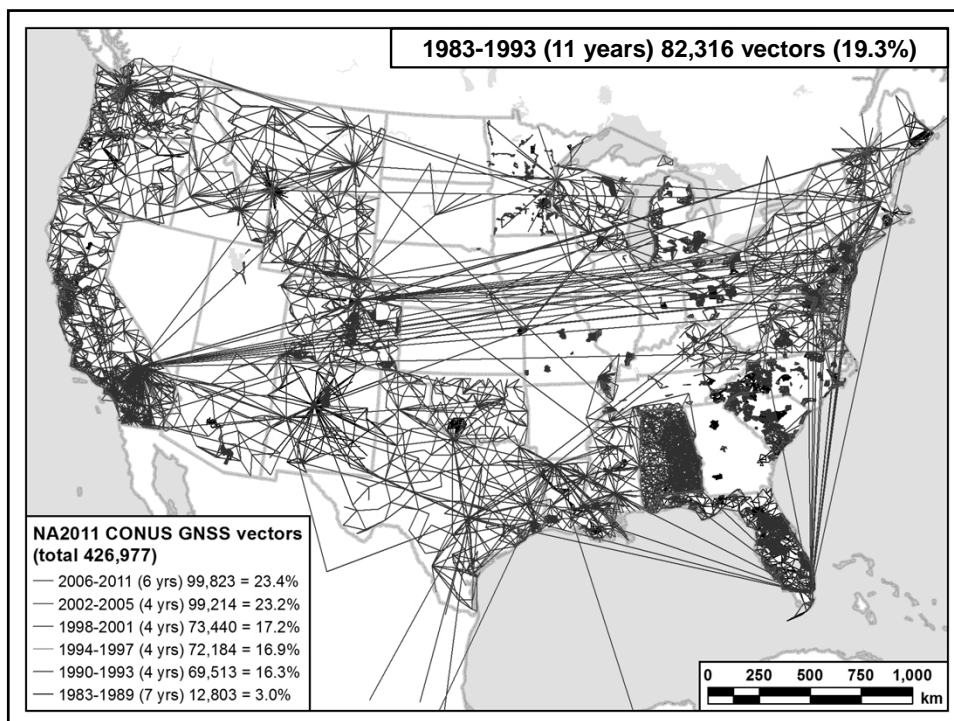 1983-1993 (11 years) 82,316 vectors (19.3%)
NA2011 CONUS GNSS vectors
(total 426,977)
2006-2011 (6 yrs) 99,823 = 23.4%
2002-2005 (4 yrs) 99,214 = 23.2%
1998-2001 (4 yrs) 73,440 = 17.2%
1994-1997 (4 yrs) 72,184 = 16.9%
1990-1993 (4 yrs) 69,513 = 16.3%
1983-1989 (7 yrs) 12,803 = 3.0%
0 250 500 750 1,000
km